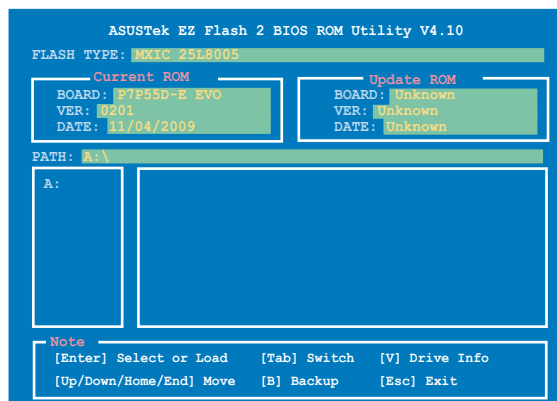 ASUSTek EZ Flash 2 BIOS ROM Utility V4.10
FLASH TYPE: MXIC 25L8005
Current ROM
BOARD: P7P55D-E EVO
VER: 0201
DATE: 11/04/2009
Update ROM
BOARD: Unknown
VER: Unknown
DATE: Unknown
PATH: A:\
A:
Note
[Enter] Select or Load [Tab] Switch [V] Drive Info
[Up/Down/Home/End] Move [B] Backup [Esc] Exit